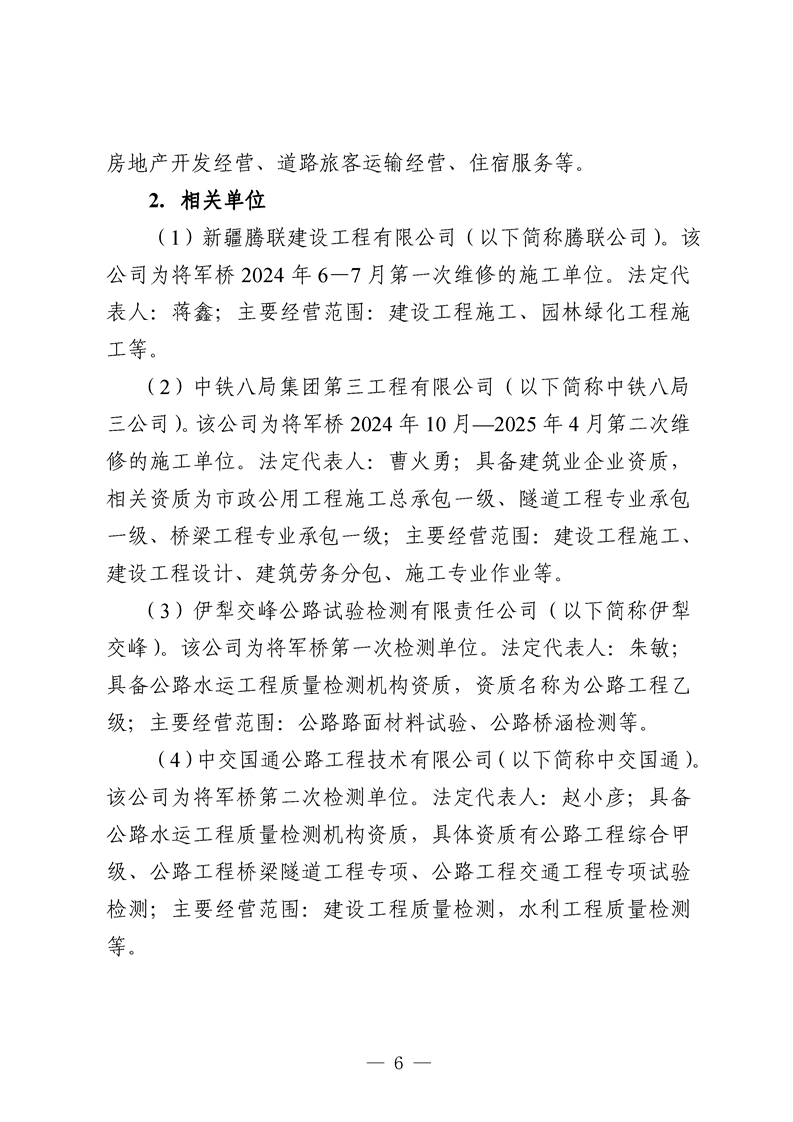 房地产开发经营、道路旅客运输经营、住宿服务等。
2. 相关单位
（1）新疆腾联建设工程有限公司（以下简称腾联公司）。该
公司为将军桥 2024 年 6—7 月第一次维修的施工单位。法定代
表人：蒋鑫；主要经营范围：建设工程施工、园林绿化工程施
工等。
（2）中铁八局集团第三工程有限公司（以下简称中铁八局
三公司）。该公司为将军桥 2024 年 10 月—2025 年 4 月第二次维
修的施工单位。法定代表人：曹火勇；具备建筑业企业资质，
相关资质为市政公用工程施工总承包一级、隧道工程专业承包
一级、桥梁工程专业承包一级；主要经营范围：建设工程施工、
建设工程设计、建筑劳务分包、施工专业作业等。
（3）伊犁交峰公路试验检测有限责任公司（以下简称伊犁
交峰）。该公司为将军桥第一次检测单位。法定代表人：朱敏；
具备公路水运工程质量检测机构资质，资质名称为公路工程乙
级；主要经营范围：公路路面材料试验、公路桥涵检测等。
（4）中交国通公路工程技术有限公司（以下简称中交国通）。
该公司为将军桥第二次检测单位。法定代表人：赵小彦；具备
公路水运工程质量检测机构资质，具体资质有公路工程综合甲
级、公路工程桥梁隧道工程专项、公路工程交通工程专项试验
检测；主要经营范围：建设工程质量检测，水利工程质量检测
等。
— 6 —